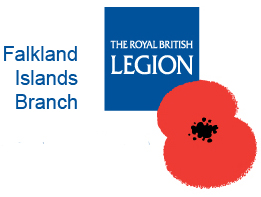 Falkland
Islands
Branch
THE ROYAL BRITISH
LEGION